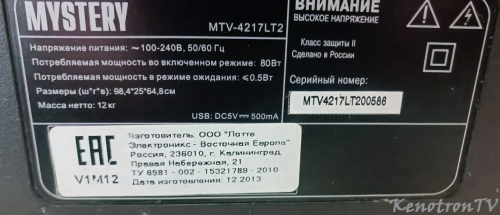 MYSTERY
MTV-4217LT2
Напряжение питания: ~100-240В, 50/60 Гц
Потребляемая мощность во включенном режиме: 80Вт
Потребляемая мощность в режиме ожидания: ≤0.5Вт
Размеры (ш*г*в): 98,4*25*64,8см
Масса нетто: 12кг
USB: DC5V ⎓ 500mA
ВНИМАНИЕ
ВЫСОКОЕ НАПРЯЖЕНИЕ
Класс защиты II
Сделано в России
Серийный номер:
MTV4217LT200586
EAC
V1M12
Изготовитель: ООО "Лотте
Электроникс - Восточная Европа"
Россия, 236010, г. Калининград,
Правая Набережная, 21
ТУ 6581 - 002 - 15321789 -2010
Дата изготовления: 12.2013
KenotronTV